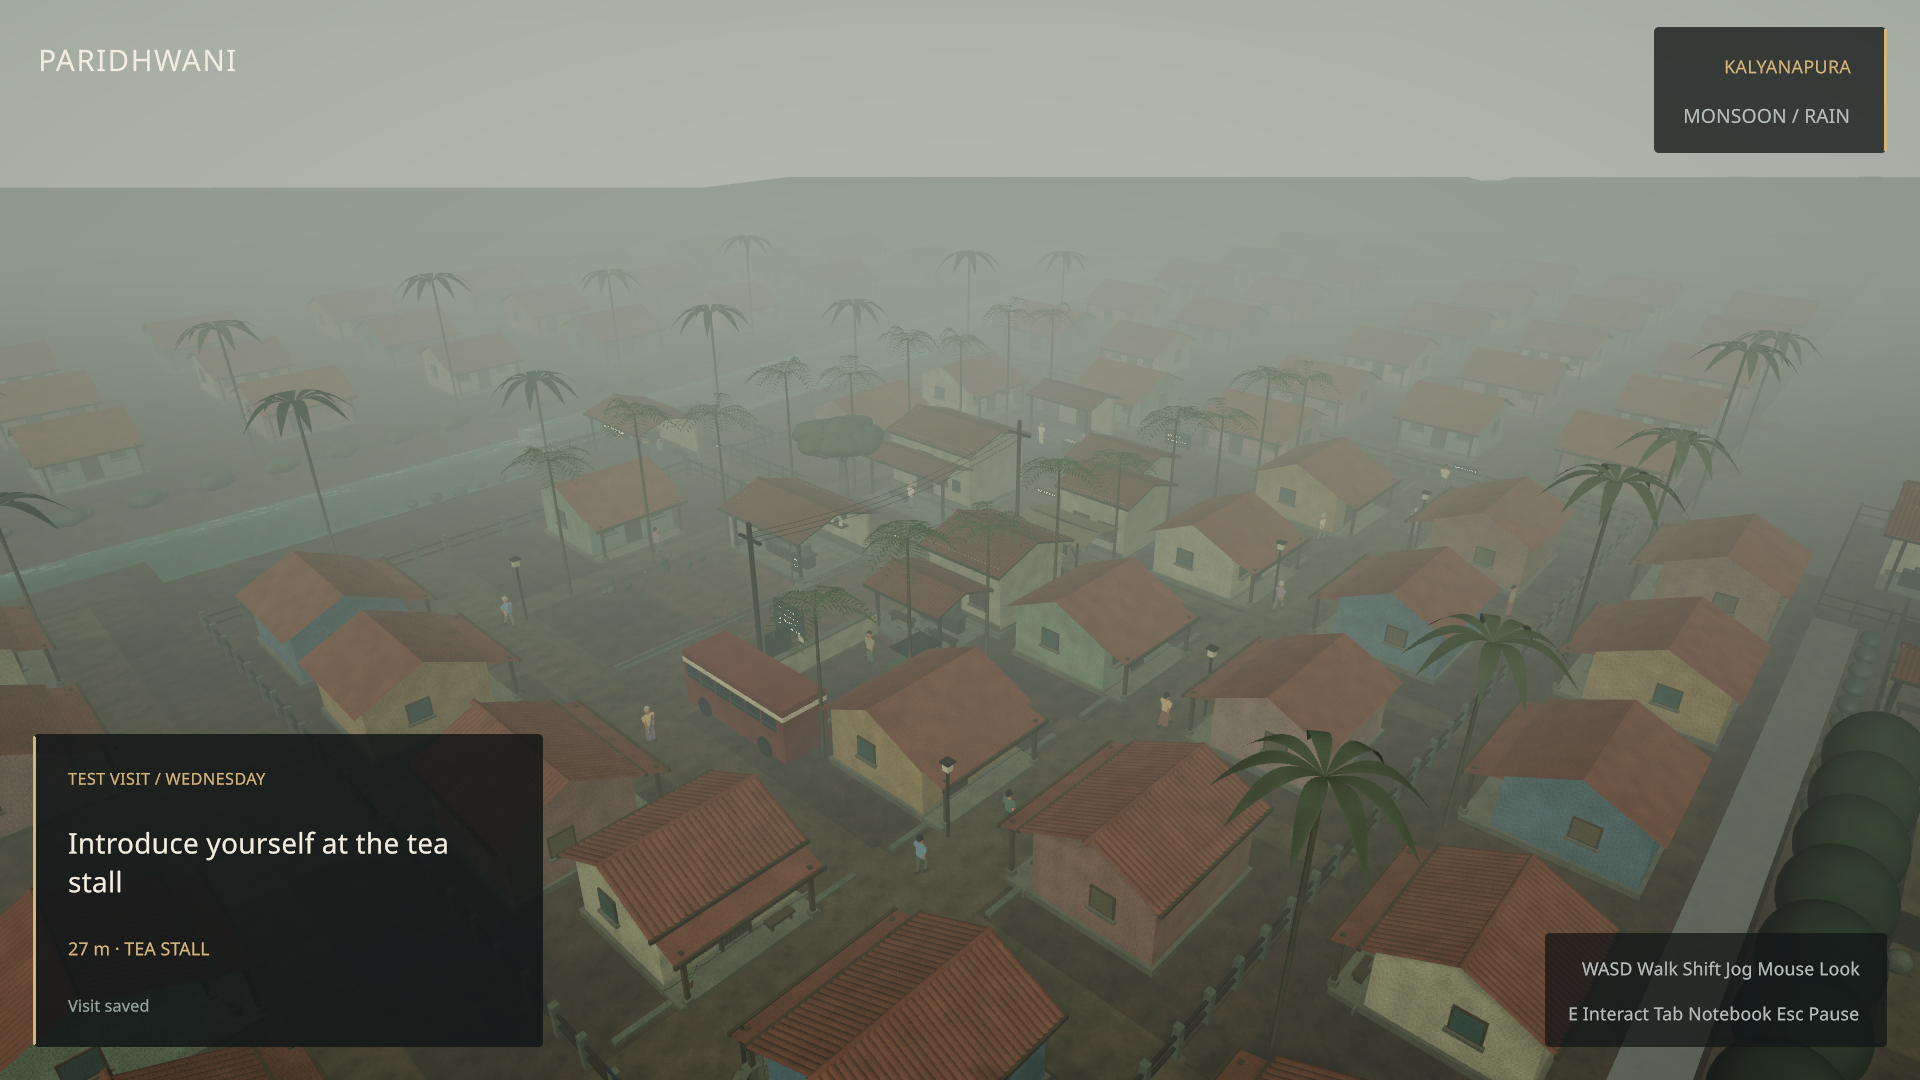 PARIDHWANI
KALYANAPURA
MONSOON / RAIN
TEST VISIT / WEDNESDAY
Introduce yourself at the tea
stall
27 m · TEA STALL
Visit saved
WASD Walk Shift Jog Mouse Look
E Interact Tab Notebook Esc Pause